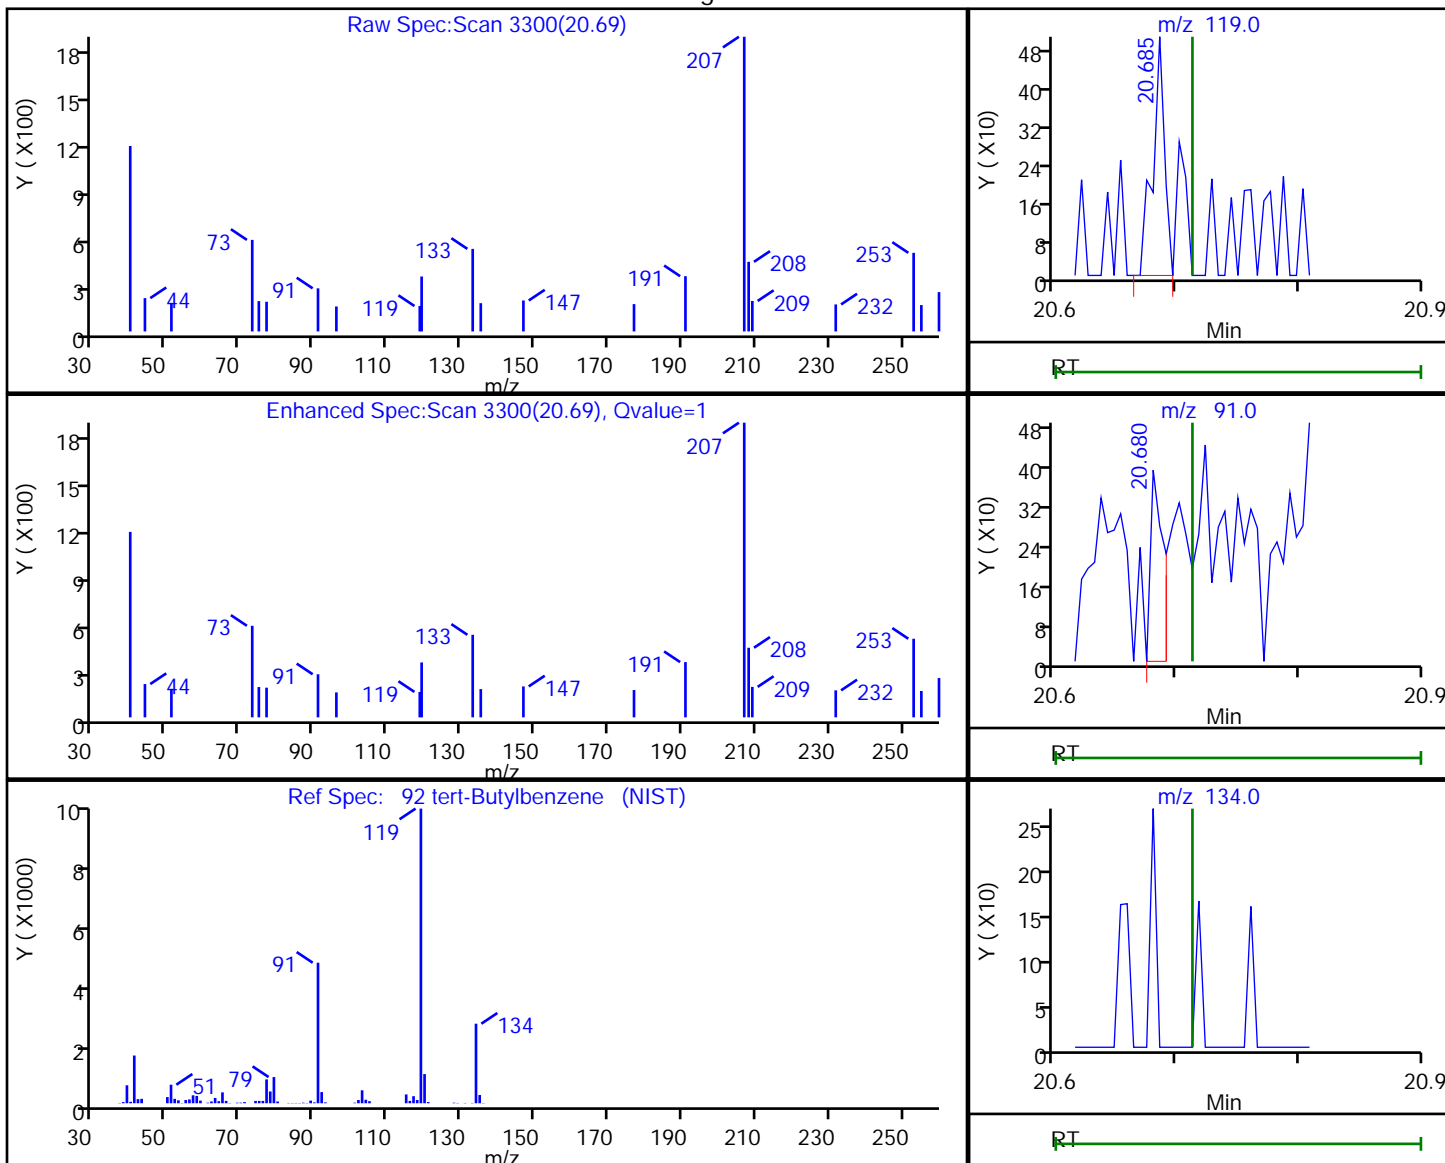 g
Raw Spec:Scan 3300(20.69)
Y ( X100)
18
15
12
9
6
3
0
207
73
133
253
208
191
91
44
119
147
209
232
30 50 70 90 110 130 150 170 190 210 230 250
m/z
m/z 119.0
Y ( X10)
48
40
32
24
16
8
0
20.685
20.6 20.9
Min
RT
Enhanced Spec:Scan 3300(20.69), Qvalue=1
Y ( X100)
18
15
12
9
6
3
0
207
73
133
253
208
191
91
44
119
147
209
232
30 50 70 90 110 130 150 170 190 210 230 250
m/z
m/z 91.0
Y ( X10)
48
40
32
24
16
8
0
20.680
20.6 20.9
Min
RT
Ref Spec: 92 tert-Butylbenzene (NIST)
Y ( X1000)
10
8
6
4
2
0
119
91
134
79
51
30 50 70 90 110 130 150 170 190 210 230 250
m/z
m/z 134.0
Y ( X10)
25
20
15
10
5
0
20.6 20.9
Min
RT